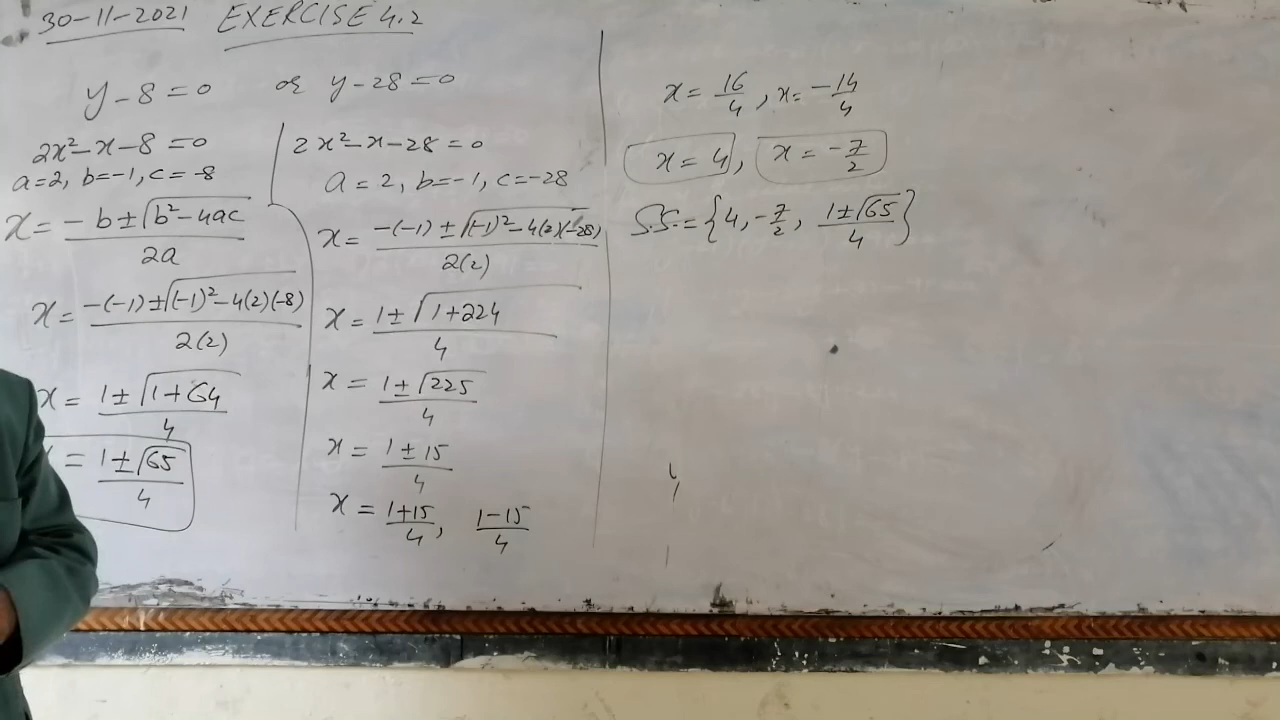 30-11-2021 EXERCISE 4.2
y-8=0 or y-28=0
2x²-x-8=0
a=2, b=-1, c=-8
x = (-b±√(b²-4ac))/2a
x = (-(-1)±√((-1)²-4(2)(-8)))/2(2)
x = (1±√(1+64))/4
= (1±√65)/4
2x²-x-28=0
a=2, b=-1, c=-28
x = (-(-1)±√((-1)²-4(2)(-28)))/2(2)
x = (1±√(1+224))/4
x = (1±√225)/4
x = (1±15)/4
x = (1+15)/4, (1-15)/4
x = 16/4, x = -14/4
x = 4, x = -7/2
S.S. = {4, -7/2, (1±√65)/4}